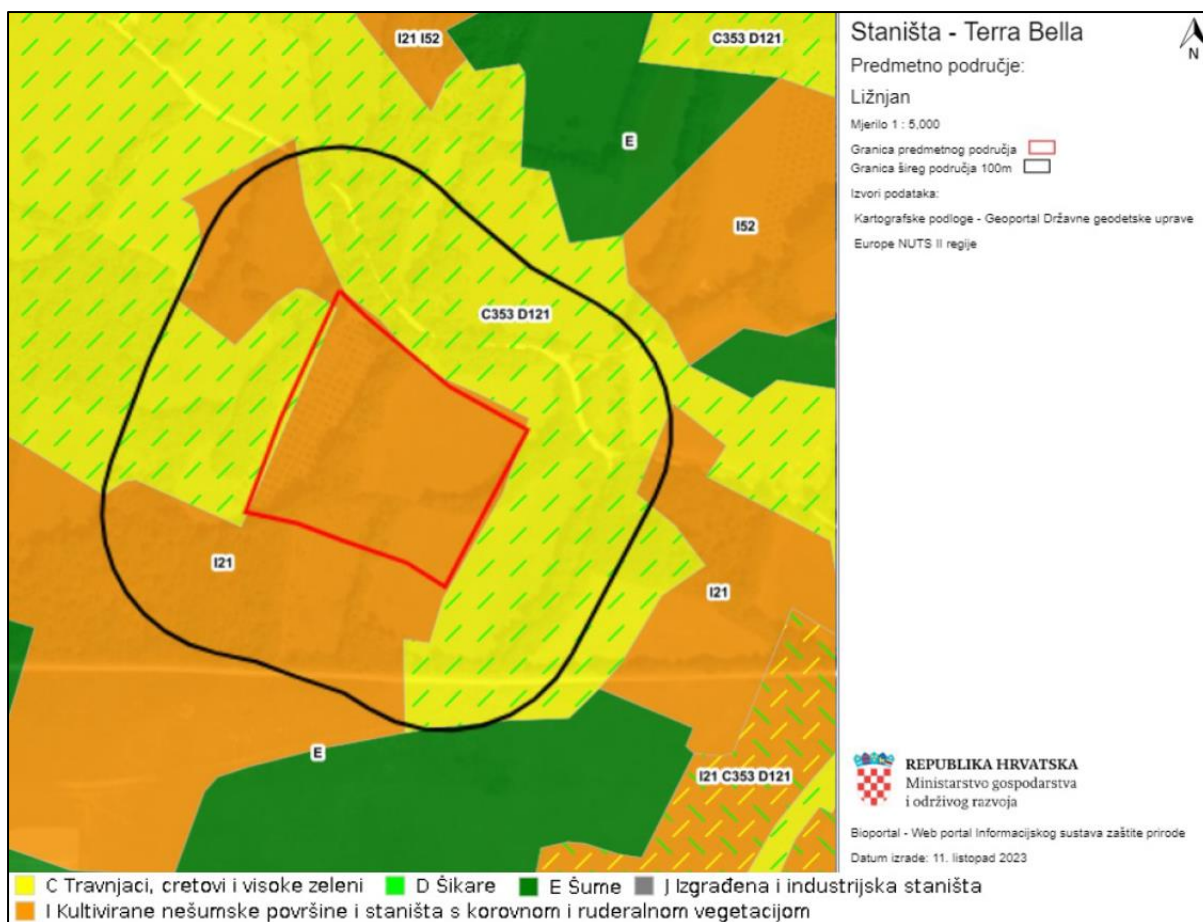 I21 I52
C353 D121
E
I52
C353 D121
I21
I21
E
I21 C353 D121
Staništa - Terra Bella
N
Predmetno područje:
Ližnjan
Mjerilo 1 : 5,000
Granica predmetnog područja
Granica šireg područja 100m
Izvori podataka:
Kartografske podloge - Geoportal Državne geodetske uprave
Europe NUTS II regije
REPUBLIKA HRVATSKA
Ministarstvo gospodarstva
i održivog razvoja
Bioportal - Web portal Informacijskog sustava zaštite prirode
Datum izrade: 11. listopad 2023
C Travnjaci, cretovi i visoke zeleni D Šikare E Šume J Izgrađena i industrijska staništa
I Kultivirane nešumske površine i staništa s korovnom i ruderalnom vegetacijom